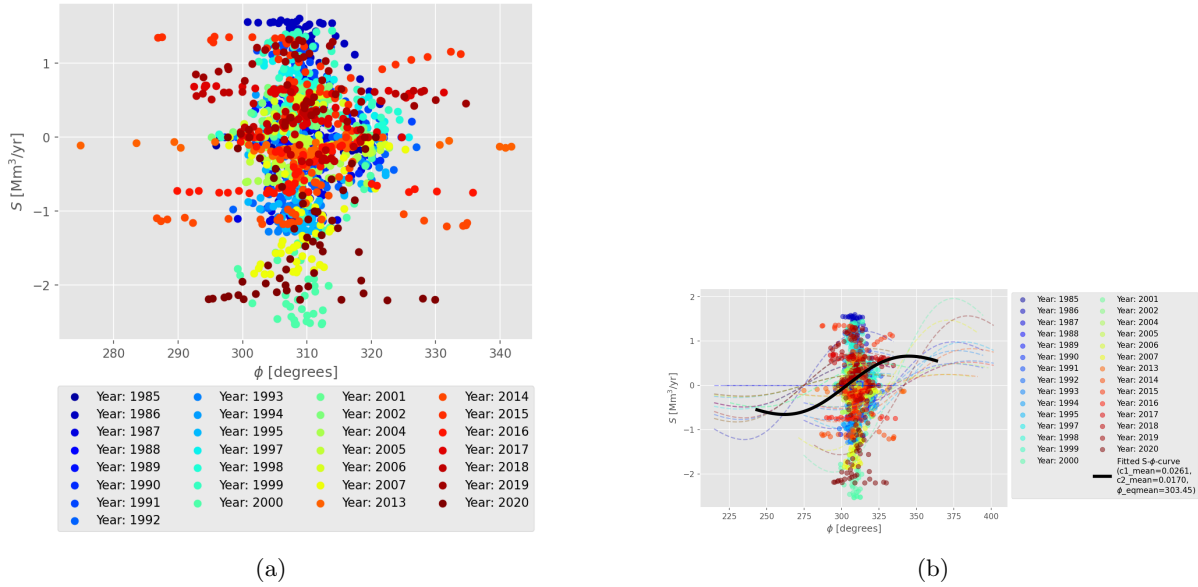 1
0
−1
−2
S [Mm³/yr]
280 290 300 310 320 330 340
ϕ [degrees]
Year: 1985 Year: 1993 Year: 2001 Year: 2014
Year: 1986 Year: 1994 Year: 2002 Year: 2015
Year: 1987 Year: 1995 Year: 2004 Year: 2016
Year: 1988 Year: 1997 Year: 2005 Year: 2017
Year: 1989 Year: 1998 Year: 2006 Year: 2018
Year: 1990 Year: 1999 Year: 2007 Year: 2019
Year: 1991 Year: 2000 Year: 2013 Year: 2020
Year: 1992
(a)
2
1
0
−1
−2
S [Mm³/yr]
225 250 275 300 325 350 375 400
ϕ [degrees]
Year: 1985 Year: 2001
Year: 1986 Year: 2002
Year: 1987 Year: 2004
Year: 1988 Year: 2005
Year: 1989 Year: 2006
Year: 1990 Year: 2007
Year: 1991 Year: 2013
Year: 1992 Year: 2014
Year: 1993 Year: 2015
Year: 1994 Year: 2016
Year: 1995 Year: 2017
Year: 1997 Year: 2018
Year: 1998 Year: 2019
Year: 1999 Year: 2020
Year: 2000 Fitted S-ϕ-curve
(c1_mean=0.0261,
c2_mean=0.0170,
ϕ_eqmean=303.45)
(b)